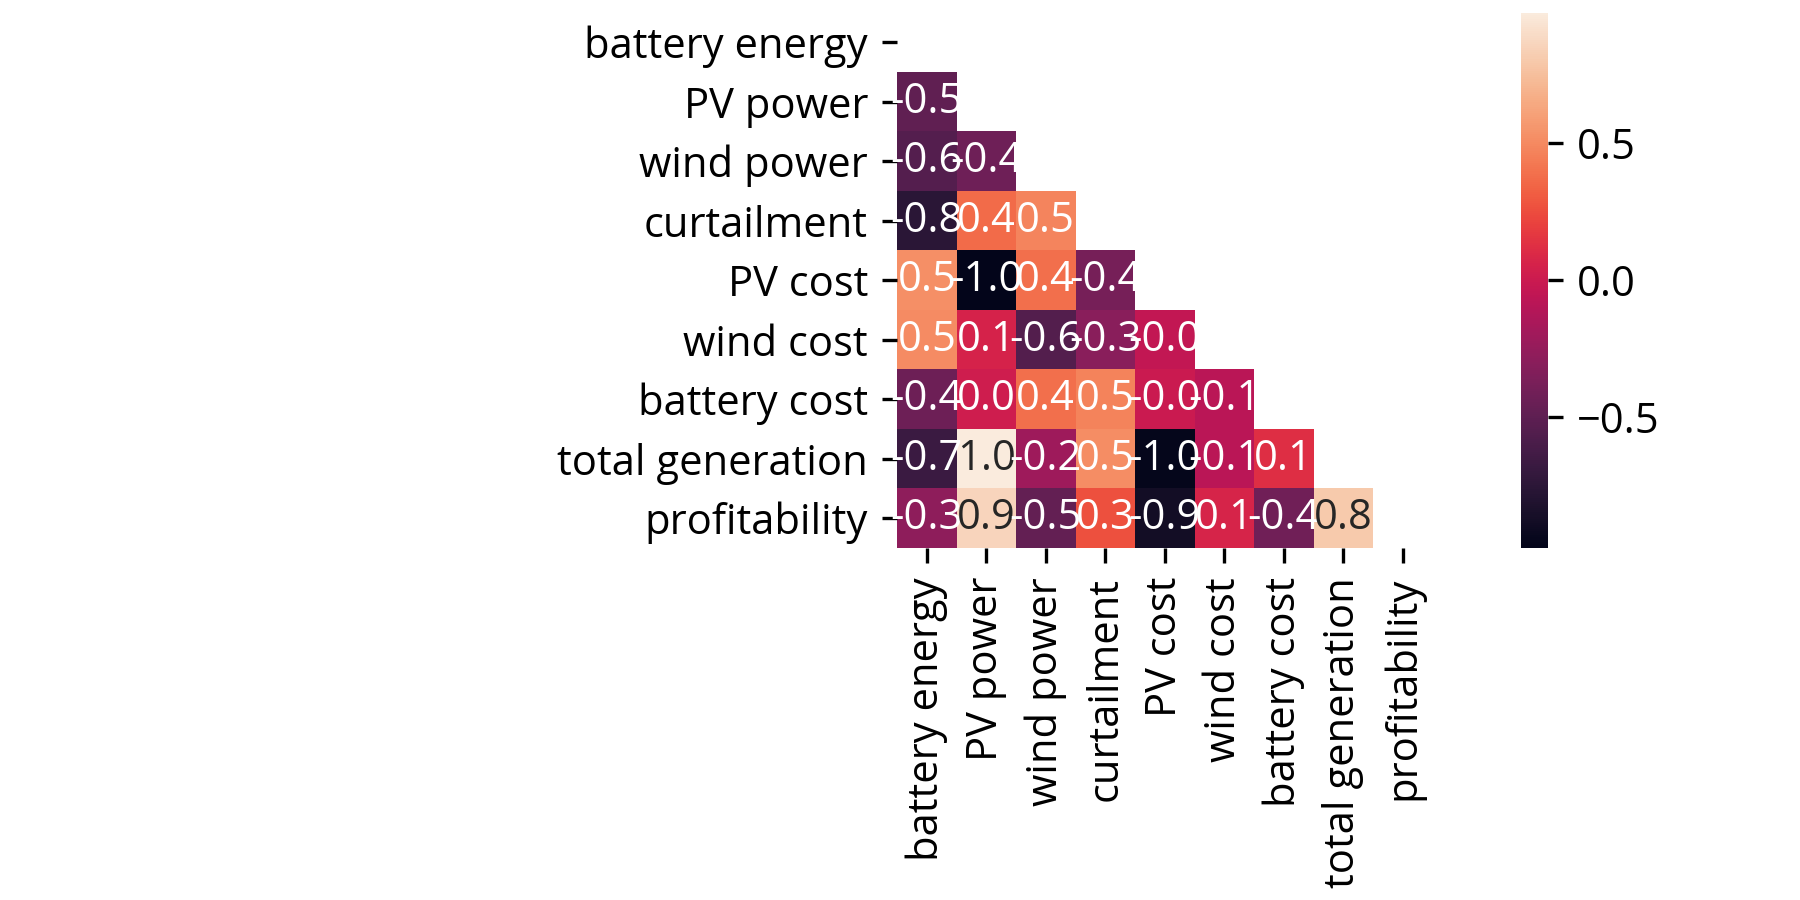 battery energy
PV power -0.5
wind power -0.6 -0.4
curtailment -0.8 0.4 0.5
PV cost 0.5 -1.0 0.4 -0.4
wind cost 0.5 0.1 -0.6 -0.3 -0.0
battery cost -0.4 0.0 0.4 0.5 -0.0 -0.1
total generation -0.7 1.0 -0.2 0.5 -1.0 -0.1 0.1
profitability -0.3 0.9 -0.5 0.3 -0.9 0.1 -0.4 0.8
battery energy
PV power
wind power
curtailment
PV cost
wind cost
battery cost
total generation
profitability
0.5
0.0
−0.5